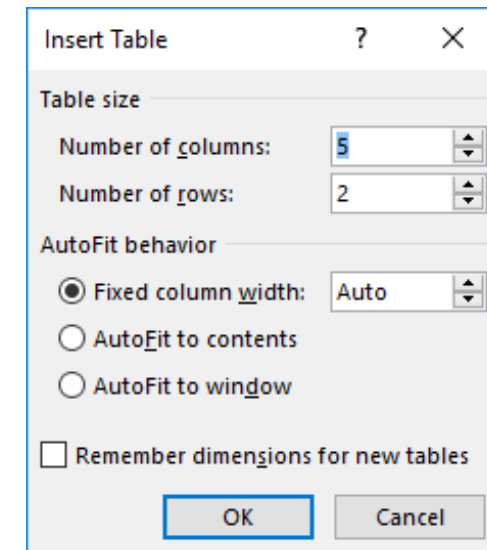 Insert Table ?
Table size
Number of columns: 5
Number of rows: 2
AutoFit behavior
Fixed column width: Auto
AutoFit to contents
AutoFit to window
Remember dimensions for new tables
OK Cancel